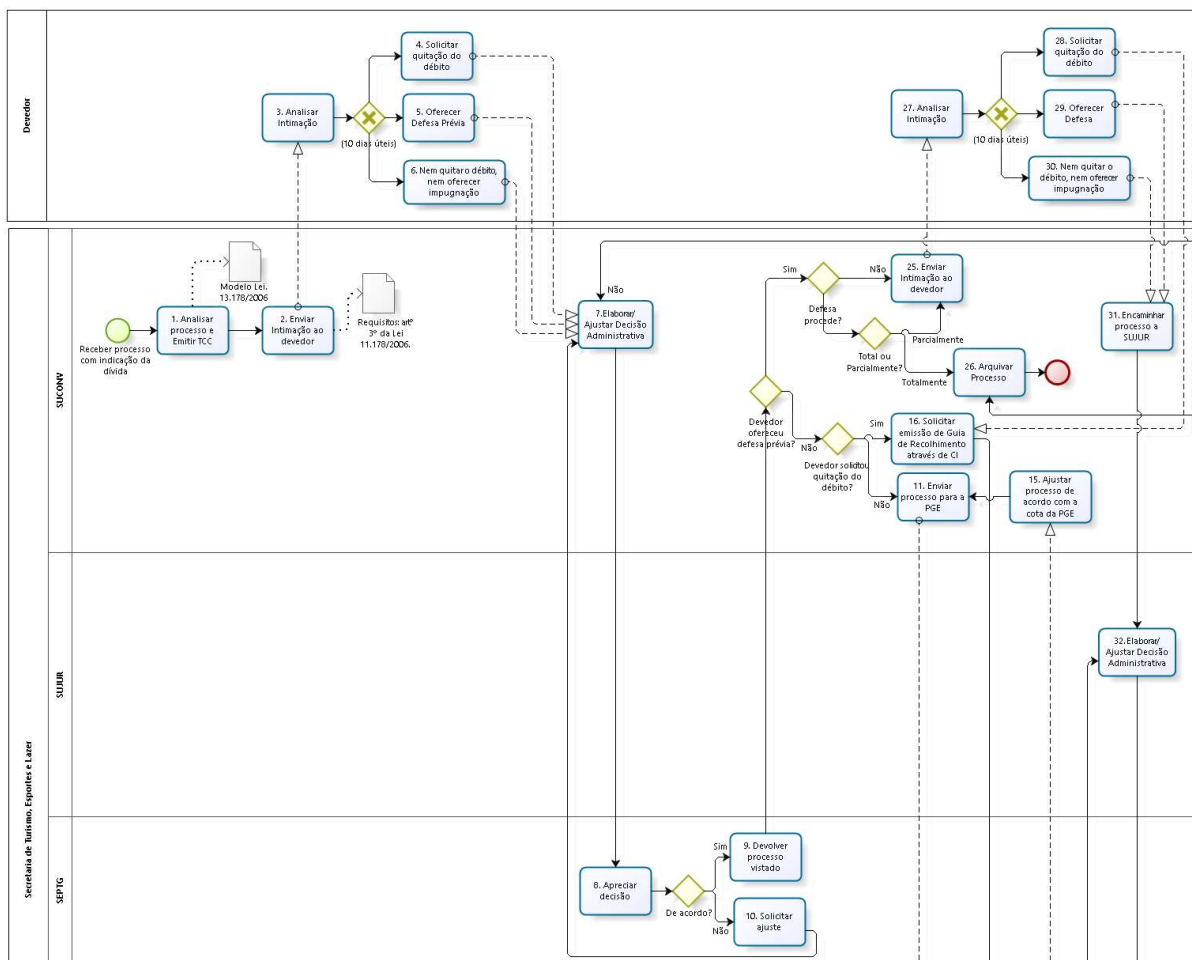 Devedor
3. Analisar
Intimação
(10 dias úteis)
4. Solicitar
quitação do
débito
5. Oferecer
Defesa Prévia
6. Nem quitar o débito,
nem oferecer
impugnação
27. Analisar
Intimação
(10 dias úteis)
28. Solicitar
quitação do
débito
29. Oferecer
Defesa
30. Nem quitar o
débito, nem oferecer
impugnação
Secretaria de Turismo, Esportes e Lazer
SUCONV
Receber processo
com indicação da
dívida
1. Analisar
processo e
Emitir TCC
Modelo Lei.
13.178/2006
2. Enviar
Intimação ao
devedor
Requisitos: artº
3º da Lei
11.178/2006.
Não
7.Elaborar/
Ajustar Decisão
Administrativa
Devedor
ofereceu
defesa prévia?
Sim
Defesa
procede?
Não
25. Enviar
Intimação ao
devedor
Sim
Total ou
Parcialmente?
Parcialmente
Totalmente
26. Arquivar
Processo
Não
Devedor solicitou
quitação do
débito?
Sim
16. Solicitar
emissão de Guia
de Recolhimento
através de CI
Não
11. Enviar
processo para a
PGE
15. Ajustar
processo de
acordo com a
cota da PGE
31. Encaminhar
processo a
SUJUR
SUJUR
32.Elaborar/
Ajustar Decisão
Administrativa
SEPTG
8. Apreciar
decisão
De acordo?
Sim
9. Devolver
processo
vistado
Não
10. Solicitar
ajuste